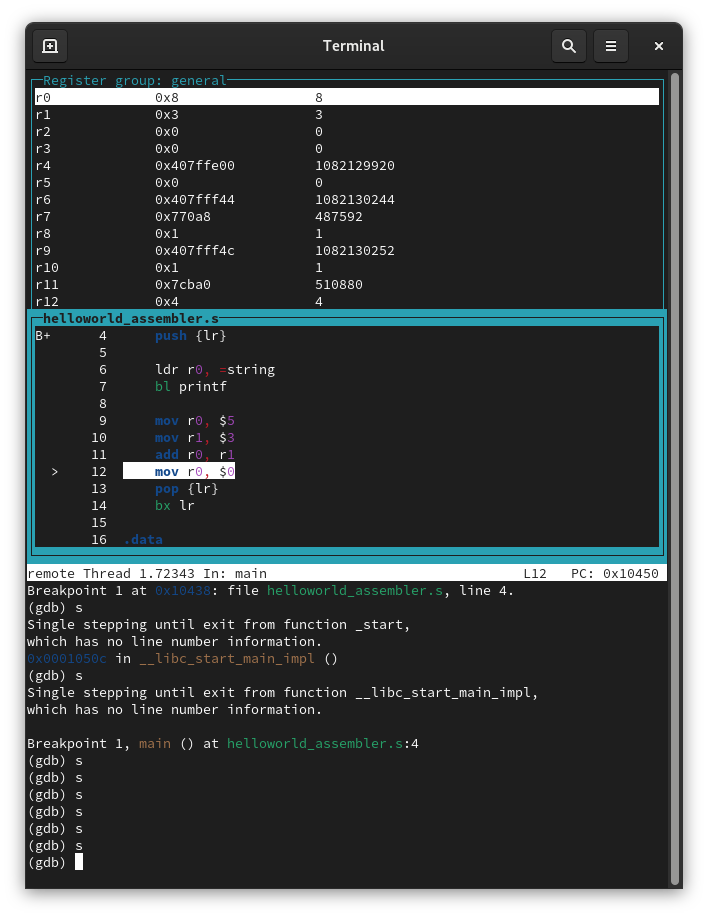 Terminal
Register group: general
r0 0x8 8
r1 0x3 3
r2 0x0 0
r3 0x0 0
r4 0x407ffe00 1082129920
r5 0x0 0
r6 0x407fff44 1082130244
r7 0x770a8 487592
r8 0x1 1
r9 0x407fff4c 1082130252
r10 0x1 1
r11 0x7cba0 510880
r12 0x4 4
helloworld_assembler.s
B+ 4 push {lr}
5
6 ldr r0, =string
7 bl printf
8
9 mov r0, $5
10 mov r1, $3
11 add r0, r1
> 12 mov r0, $0
13 pop {lr}
14 bx lr
15
16 .data
remote Thread 1.72343 In: main L12 PC: 0x10450
Breakpoint 1 at 0x10438: file helloworld_assembler.s, line 4.
(gdb) s
Single stepping until exit from function _start,
which has no line number information.
0x0001050c in __libc_start_main_impl ()
(gdb) s
Single stepping until exit from function __libc_start_main_impl,
which has no line number information.
Breakpoint 1, main () at helloworld_assembler.s:4
(gdb) s
(gdb) s
(gdb) s
(gdb) s
(gdb) s
(gdb) s
(gdb)